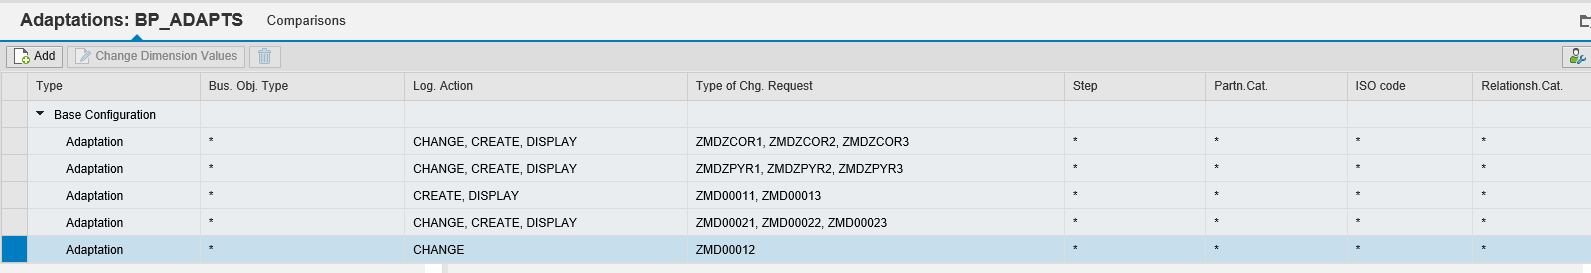 Adaptations: BP_ADAPTS Comparisons
Add Change Dimension Values
Type Bus. Obj. Type Log. Action Type of Chg. Request Step Partn.Cat. ISO code Relationsh.Cat.
Base Configuration
Adaptation * CHANGE, CREATE, DISPLAY ZMDZCOR1, ZMDZCOR2, ZMDZCOR3 * * * *
Adaptation * CHANGE, CREATE, DISPLAY ZMDZPYR1, ZMDZPYR2, ZMDZPYR3 * * * *
Adaptation * CREATE, DISPLAY ZMD00011, ZMD00013 * * * *
Adaptation * CHANGE, CREATE, DISPLAY ZMD00021, ZMD00022, ZMD00023 * * * *
Adaptation * CHANGE ZMD00012 * * * *